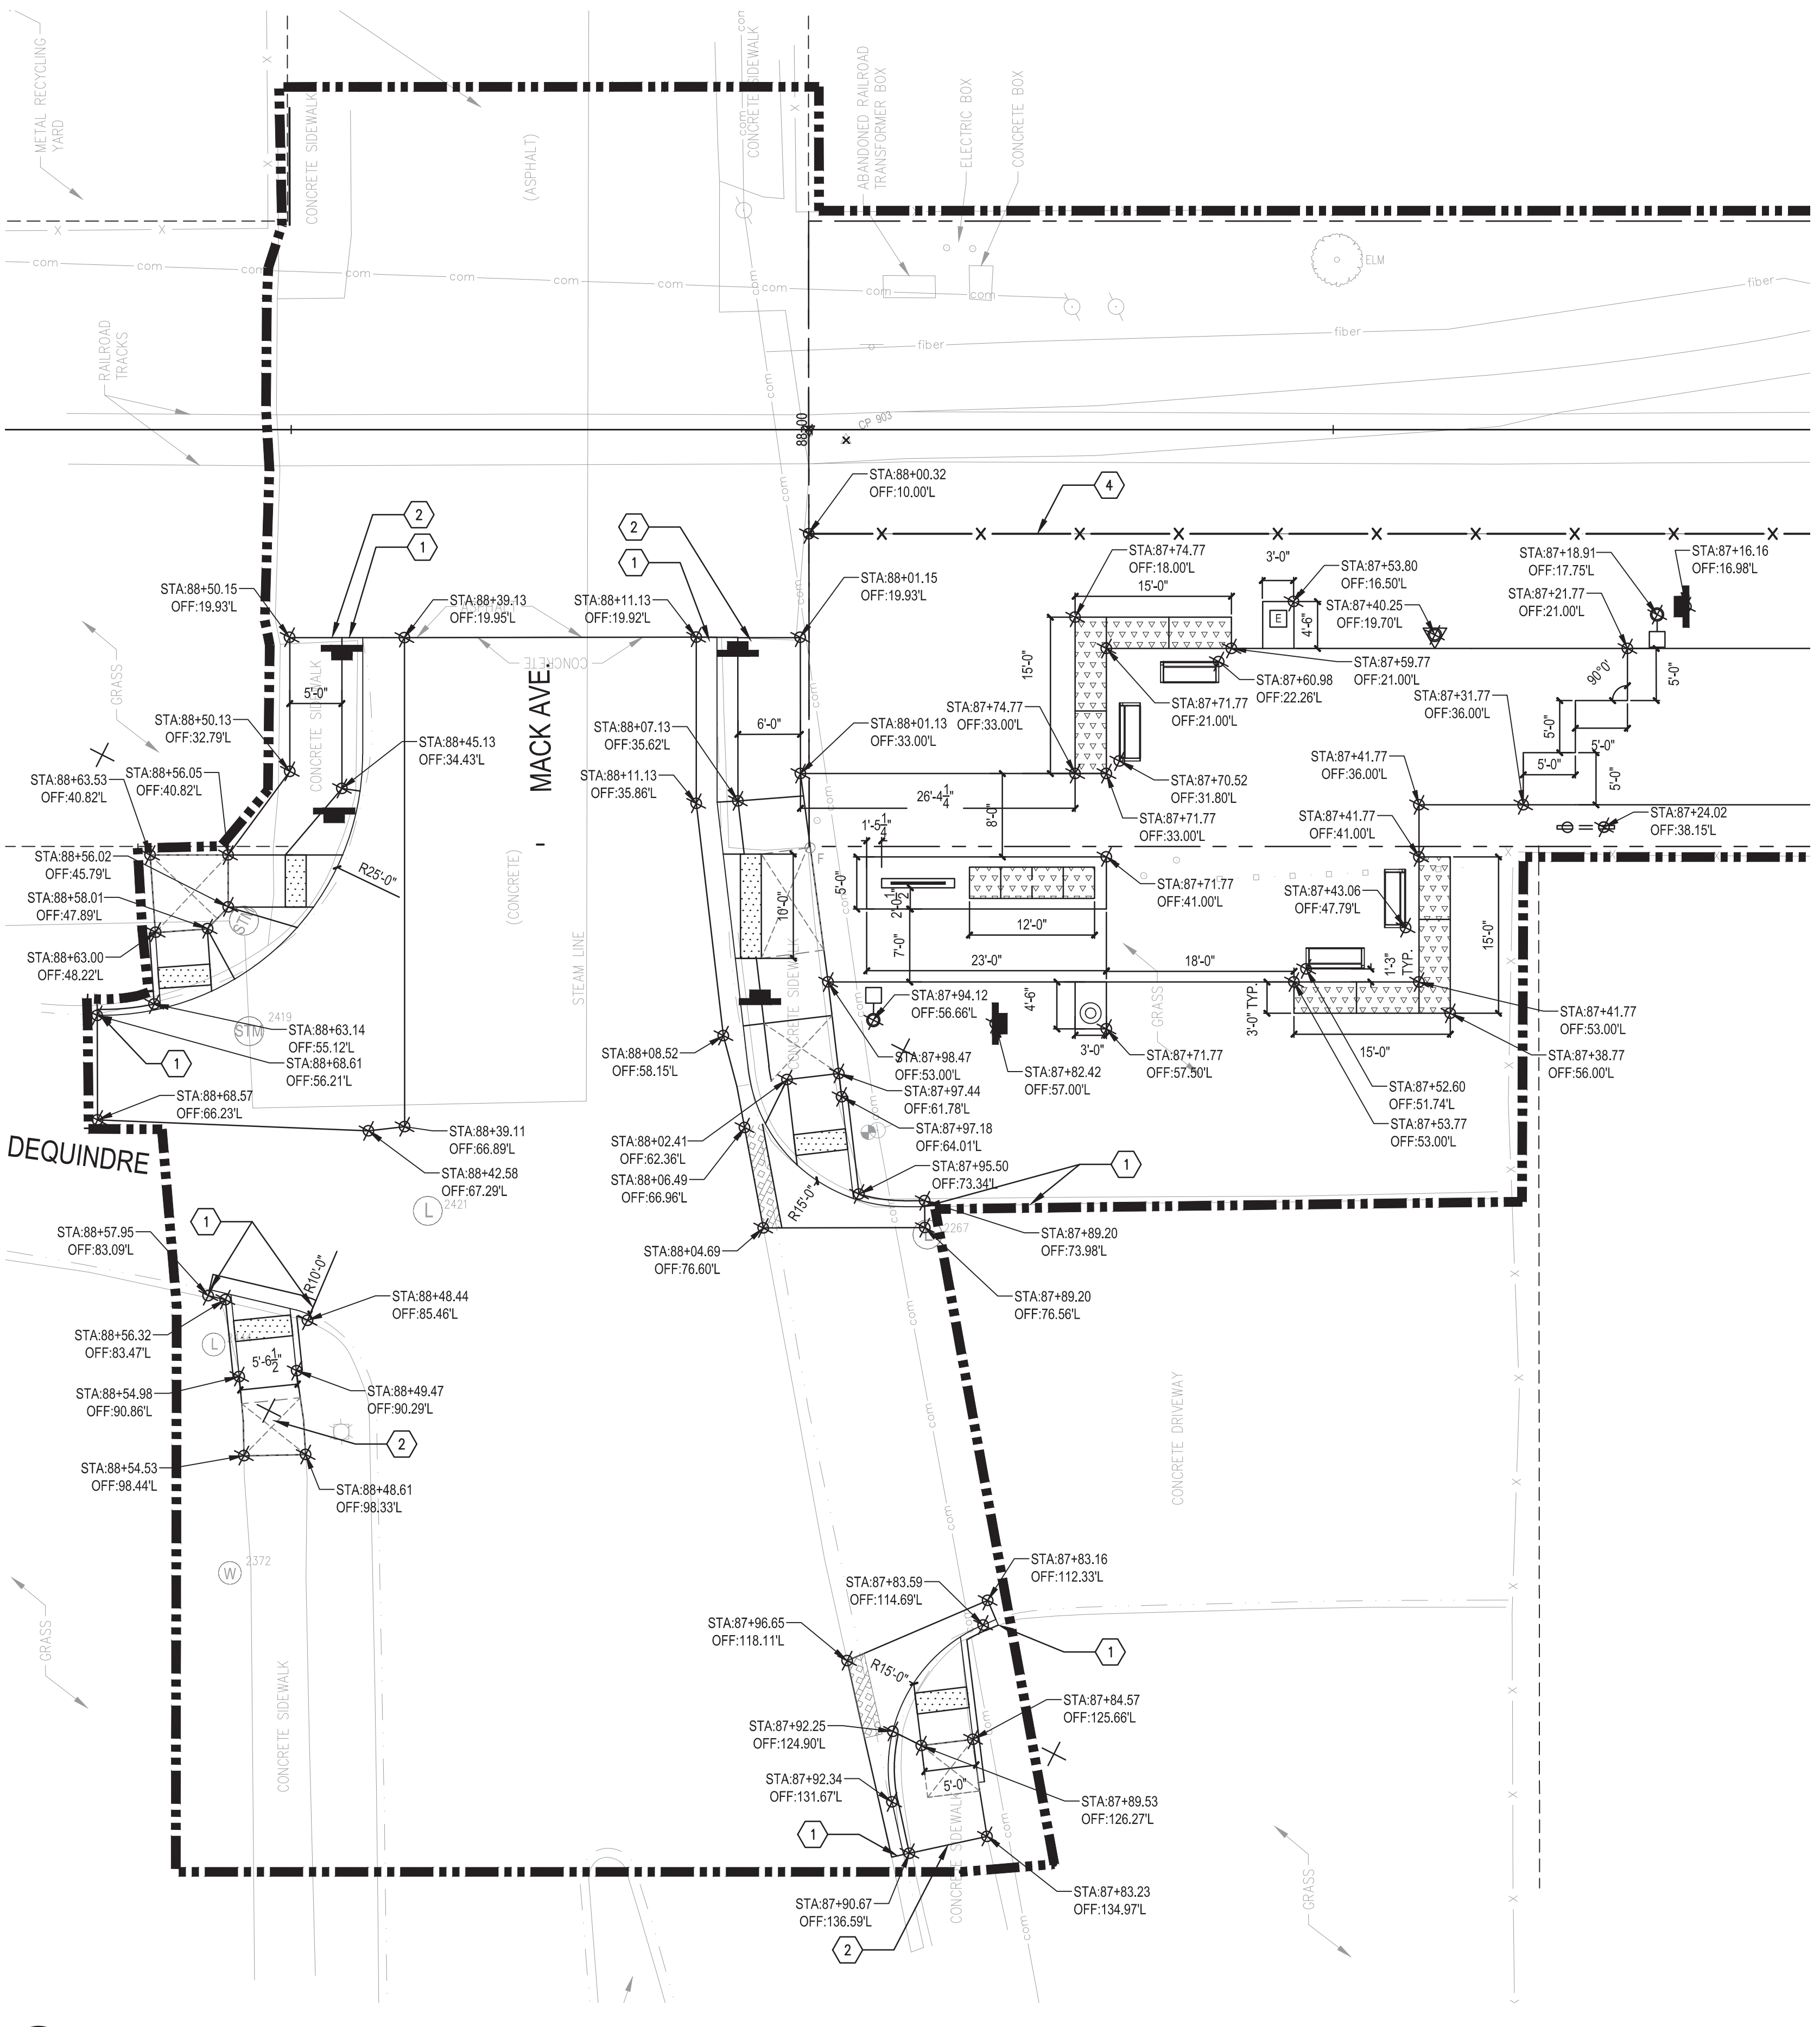 METAL RECYCLING
YARD
CONCRETE SIDEWALK
(ASPHALT)
CONCRETE SIDEWALK
ABANDONED RAILROAD
TRANSFORMER BOX
ELECTRIC BOX
CONCRETE BOX
ELM
com com com com com com com com com com
fiber
fiber
fiber
RAILROAD
TRACKS
88+00
CP 903
STA:88+00.32
OFF:10.00'L
4
2
1
2
1
STA:88+50.15
OFF:19.93'L
STA:88+39.13
OFF:19.95'L
STA:88+11.13
OFF:19.92'L
STA:88+01.15
OFF:19.93'L
STA:87+74.77
OFF:18.00'L
15'-0"
3'-0"
STA:87+53.80
OFF:16.50'L
STA:87+40.25
OFF:19.70'L
STA:87+18.91
OFF:17.75'L
STA:87+16.16
OFF:16.98'L
STA:87+21.77
OFF:21.00'L
E
4'-6"
ASPHALT
CONCRETE
GRASS
CONCRETE SIDEWALK
5'-0"
MACK AVE.
6'-0"
15'-0"
STA:87+59.77
OFF:21.00'L
STA:87+60.98
OFF:22.26'L
STA:87+71.77
OFF:21.00'L
90°0'
5'-0"
5'-0"
5'-0"
5'-0"
5'-0"
STA:87+31.77
OFF:36.00'L
STA:88+50.13
OFF:32.79'L
STA:88+45.13
OFF:34.43'L
STA:88+07.13
OFF:35.62'L
STA:88+01.13
OFF:33.00'L
STA:87+74.77
OFF:33.00'L
STA:87+41.77
OFF:36.00'L
STA:88+63.53
OFF:40.82'L
STA:88+56.05
OFF:40.82'L
STA:88+11.13
OFF:35.86'L
26'-4 1/4"
8'-0"
STA:87+70.52
OFF:31.80'L
STA:87+71.77
OFF:33.00'L
STA:87+41.77
OFF:41.00'L
STA:87+24.02
OFF:38.15'L
STA:88+56.02
OFF:45.79'L
R25'-0"
(CONCRETE)
F
1'-5 1/4"
5'-0"
2'-0 1/2"
12'-0"
STA:87+71.77
OFF:41.00'L
STA:87+43.06
OFF:47.79'L
STA:88+58.01
OFF:47.89'L
STM
10'-0"
7'-0"
23'-0"
18'-0"
1'-3"
TYP.
15'-0"
STA:88+63.00
OFF:48.22'L
STEAM LINE
CONCRETE SIDEWALK
GRASS
STM
2419
STA:88+63.14
OFF:55.12'L
STA:88+68.61
OFF:56.21'L
1
STA:87+94.12
OFF:56.66'L
4'-6"
3'-0"
3'-0" TYP.
15'-0"
STA:87+41.77
OFF:53.00'L
STA:87+38.77
OFF:56.00'L
STA:88+08.52
OFF:58.15'L
STA:87+98.47
OFF:53.00'L
STA:87+82.42
OFF:57.00'L
STA:87+71.77
OFF:57.50'L
STA:87+52.60
OFF:51.74'L
STA:87+53.77
OFF:53.00'L
STA:88+68.57
OFF:66.23'L
STA:87+97.44
OFF:61.78'L
STA:87+97.18
OFF:64.01'L
STA:88+39.11
OFF:66.89'L
DEQUINDRE
STA:88+02.41
OFF:62.36'L
STA:88+42.58
OFF:67.29'L
STA:88+06.49
OFF:66.96'L
STA:87+95.50
OFF:73.34'L
1
L
2421
R15'-0"
L
2267
1
STA:88+57.95
OFF:83.09'L
STA:88+04.69
OFF:76.60'L
STA:87+89.20
OFF:73.98'L
R10'-0"
STA:88+48.44
OFF:85.46'L
STA:87+89.20
OFF:76.56'L
STA:88+56.32
OFF:83.47'L
L
5'-6 1/2"
STA:88+54.98
OFF:90.86'L
STA:88+49.47
OFF:90.29'L
2
STA:88+54.53
OFF:98.44'L
STA:88+48.61
OFF:98.33'L
CONCRETE DRIVEWAY
W
2372
STA:87+83.16
OFF:112.33'L
STA:87+83.59
OFF:114.69'L
STA:87+96.65
OFF:118.11'L
1
GRASS
CONCRETE SIDEWALK
R15'-0"
STA:87+84.57
OFF:125.66'L
STA:87+92.25
OFF:124.90'L
STA:87+92.34
OFF:131.67'L
5'-0"
STA:87+89.53
OFF:126.27'L
1
CONCRETE SIDEWALK
GRASS
STA:87+90.67
OFF:136.59'L
STA:87+83.23
OFF:134.97'L
2